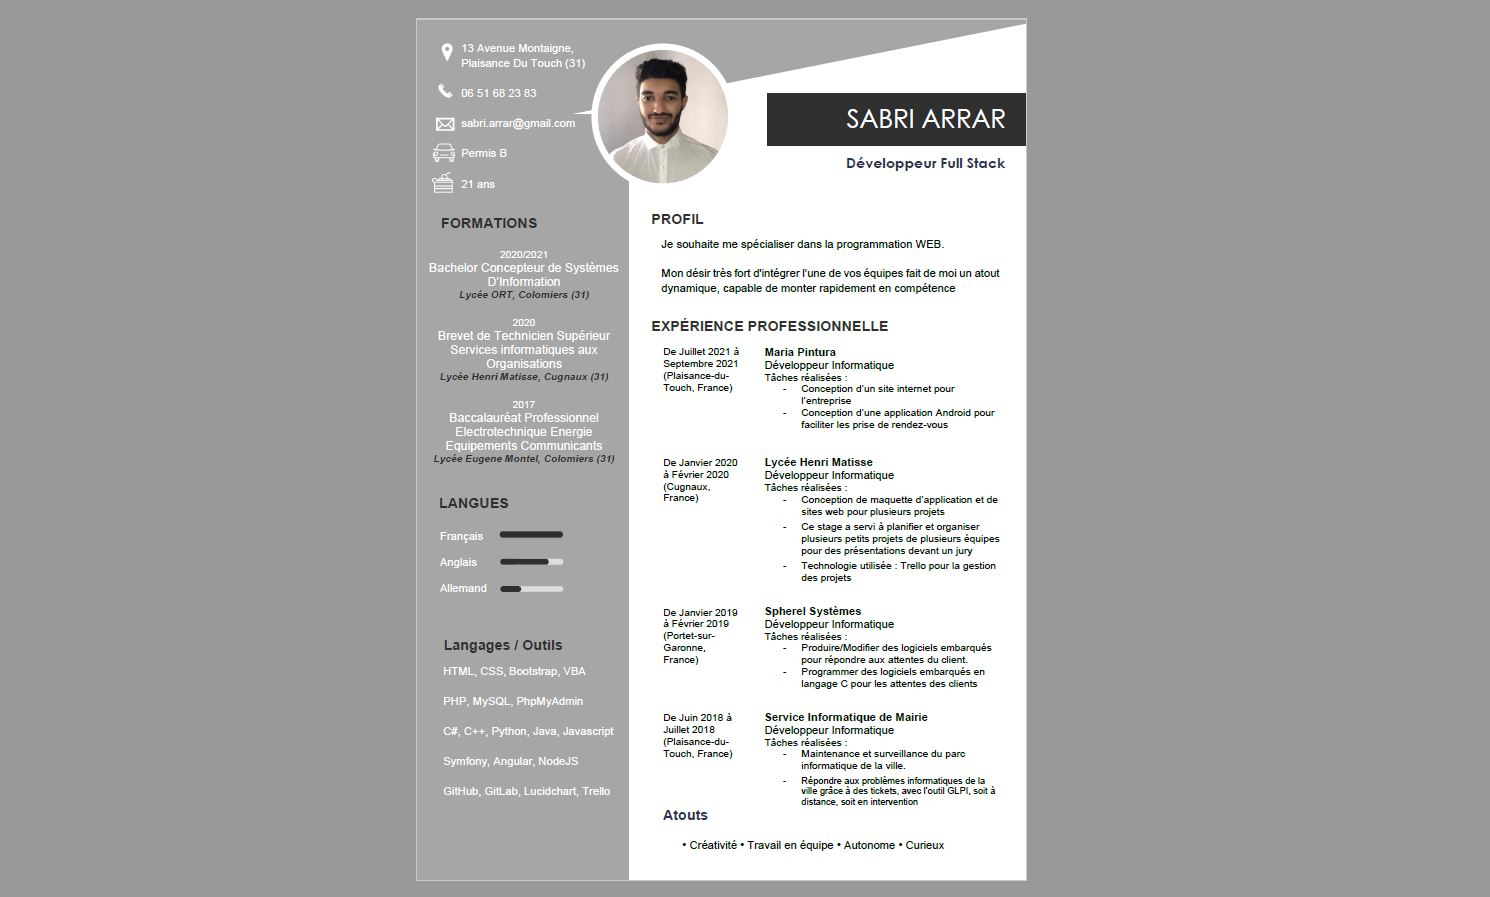 13 Avenue Montaigne,
Plaisance Du Touch (31)
06 51 68 23 83
sabri.arrar@gmail.com
Permis B
21 ans
SABRI ARRAR
Développeur Full Stack
FORMATIONS
2020/2021
Bachelor Concepteur de Systèmes
D'Information
Lycée ORT, Colomiers (31)
2020
Brevet de Technicien Supérieur
Services informatiques aux
Organisations
Lycée Henri Matisse, Cugnaux (31)
2017
Baccalauréat Professionnel
Electrotechnique Energie
Equipements Communicants
Lycée Eugene Montel, Colomiers (31)
LANGUES
Français
Anglais
Allemand
Langages / Outils
HTML, CSS, Bootstrap, VBA
PHP, MySQL, PhpMyAdmin
C#, C++, Python, Java, Javascript
Symfony, Angular, NodeJS
GitHub, GitLab, Lucidchart, Trello
PROFIL
Je souhaite me spécialiser dans la programmation WEB.
Mon désir très fort d'intégrer l'une de vos équipes fait de moi un atout
dynamique, capable de monter rapidement en compétence
EXPÉRIENCE PROFESSIONNELLE
De Juillet 2021 à
Septembre 2021
(Plaisance-du-
Touch, France)
Maria Pintura
Développeur Informatique
Tâches réalisées :
- Conception d'un site internet pour
l'entreprise
- Conception d'une application Android pour
faciliter les prise de rendez-vous
De Janvier 2020
à Février 2020
(Cugnaux,
France)
Lycée Henri Matisse
Développeur Informatique
Tâches réalisées :
- Conception de maquette d'application et de
sites web pour plusieurs projets
- Ce stage a servi à planifier et organiser
plusieurs petits projets de plusieurs équipes
pour des présentations devant un jury
- Technologie utilisée : Trello pour la gestion
des projets
De Janvier 2019
à Février 2019
(Portet-sur-
Garonne,
France)
Spherel Systèmes
Développeur Informatique
Tâches réalisées :
- Produire/Modifier des logiciels embarqués
pour répondre aux attentes du client.
- Programmer des logiciels embarqués en
langage C pour les attentes des clients
De Juin 2018 à
Juillet 2018
(Plaisance-du-
Touch, France)
Service Informatique de Mairie
Développeur Informatique
Tâches réalisées :
- Maintenance et surveillance du parc
informatique de la ville.
- Répondre aux problèmes informatiques de la
ville grâce à des tickets, avec l'outil GLPI, soit à
distance, soit en intervention
Atouts
• Créativité • Travail en équipe • Autonome • Curieux